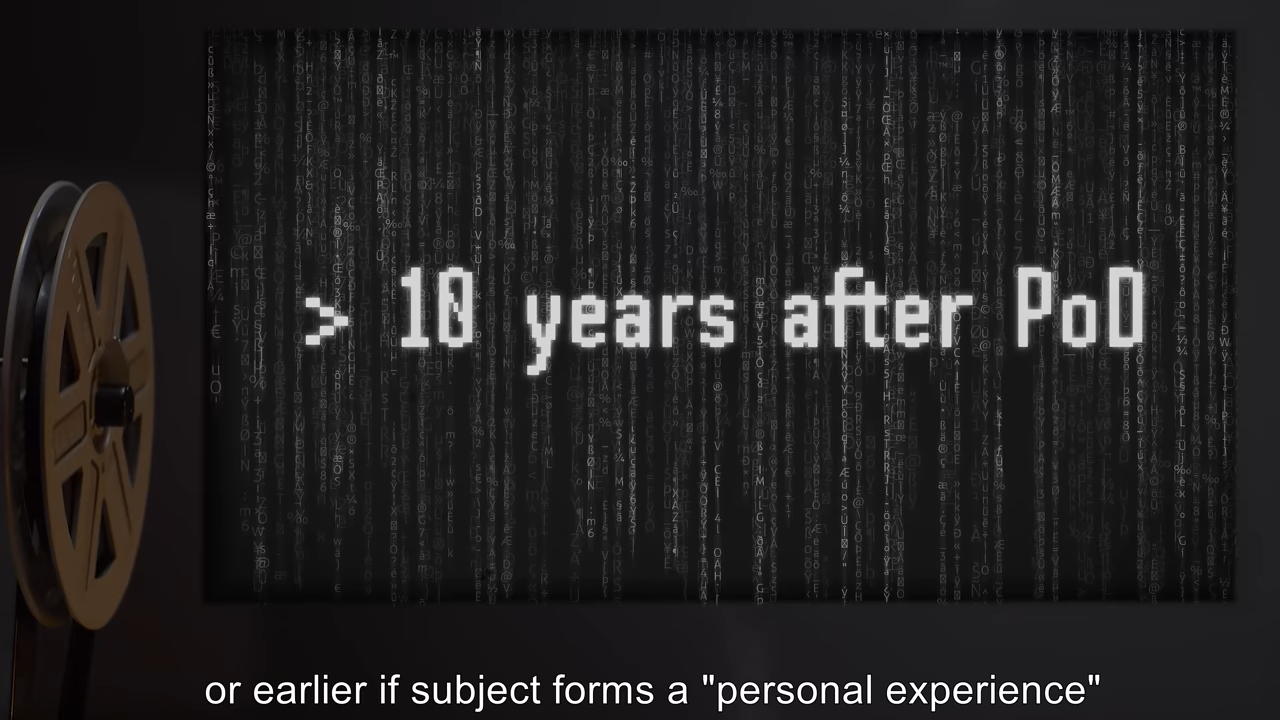 > 10 years after PoD
or earlier if subject forms a "personal experience"